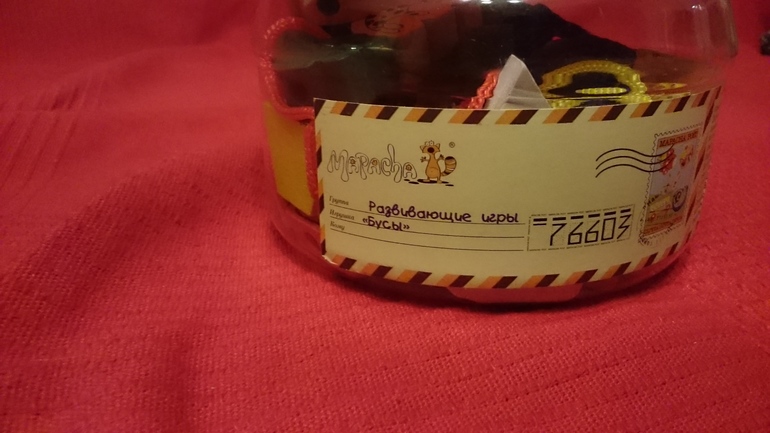 Mapacha ®
Группа Развивающие игры
Игрушка «Бусы»
Кому
76603